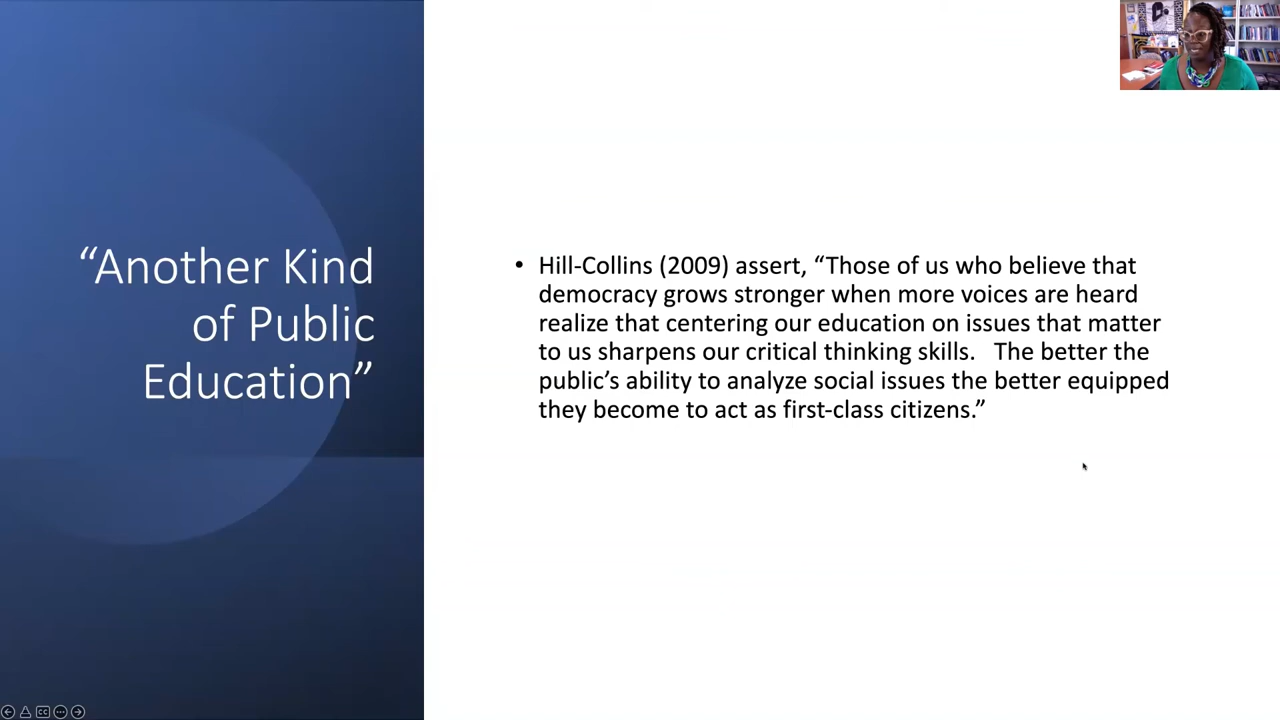 “Another Kind
of Public
Education”
• Hill-Collins (2009) assert, “Those of us who believe that
democracy grows stronger when more voices are heard
realize that centering our education on issues that matter
to us sharpens our critical thinking skills.   The better the
public’s ability to analyze social issues the better equipped
they become to act as first-class citizens.”